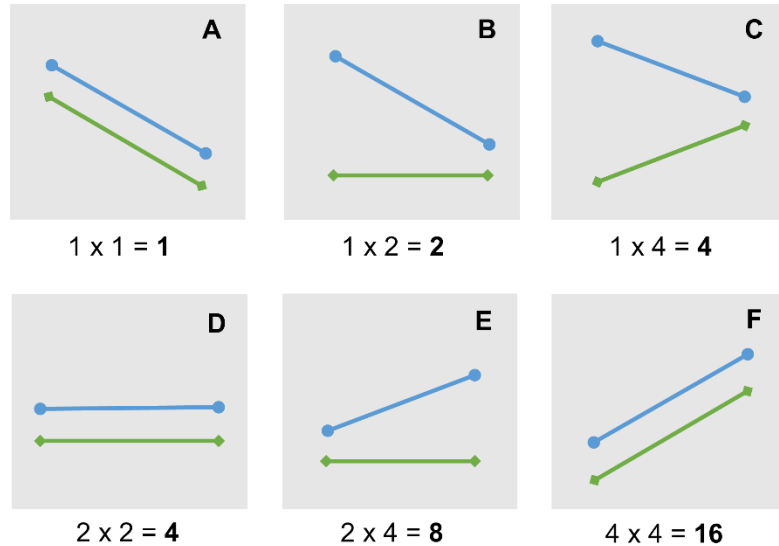 A
B
C
1 x 1 = 1
1 x 2 = 2
1 x 4 = 4
D
E
F
2 x 2 = 4
2 x 4 = 8
4 x 4 = 16